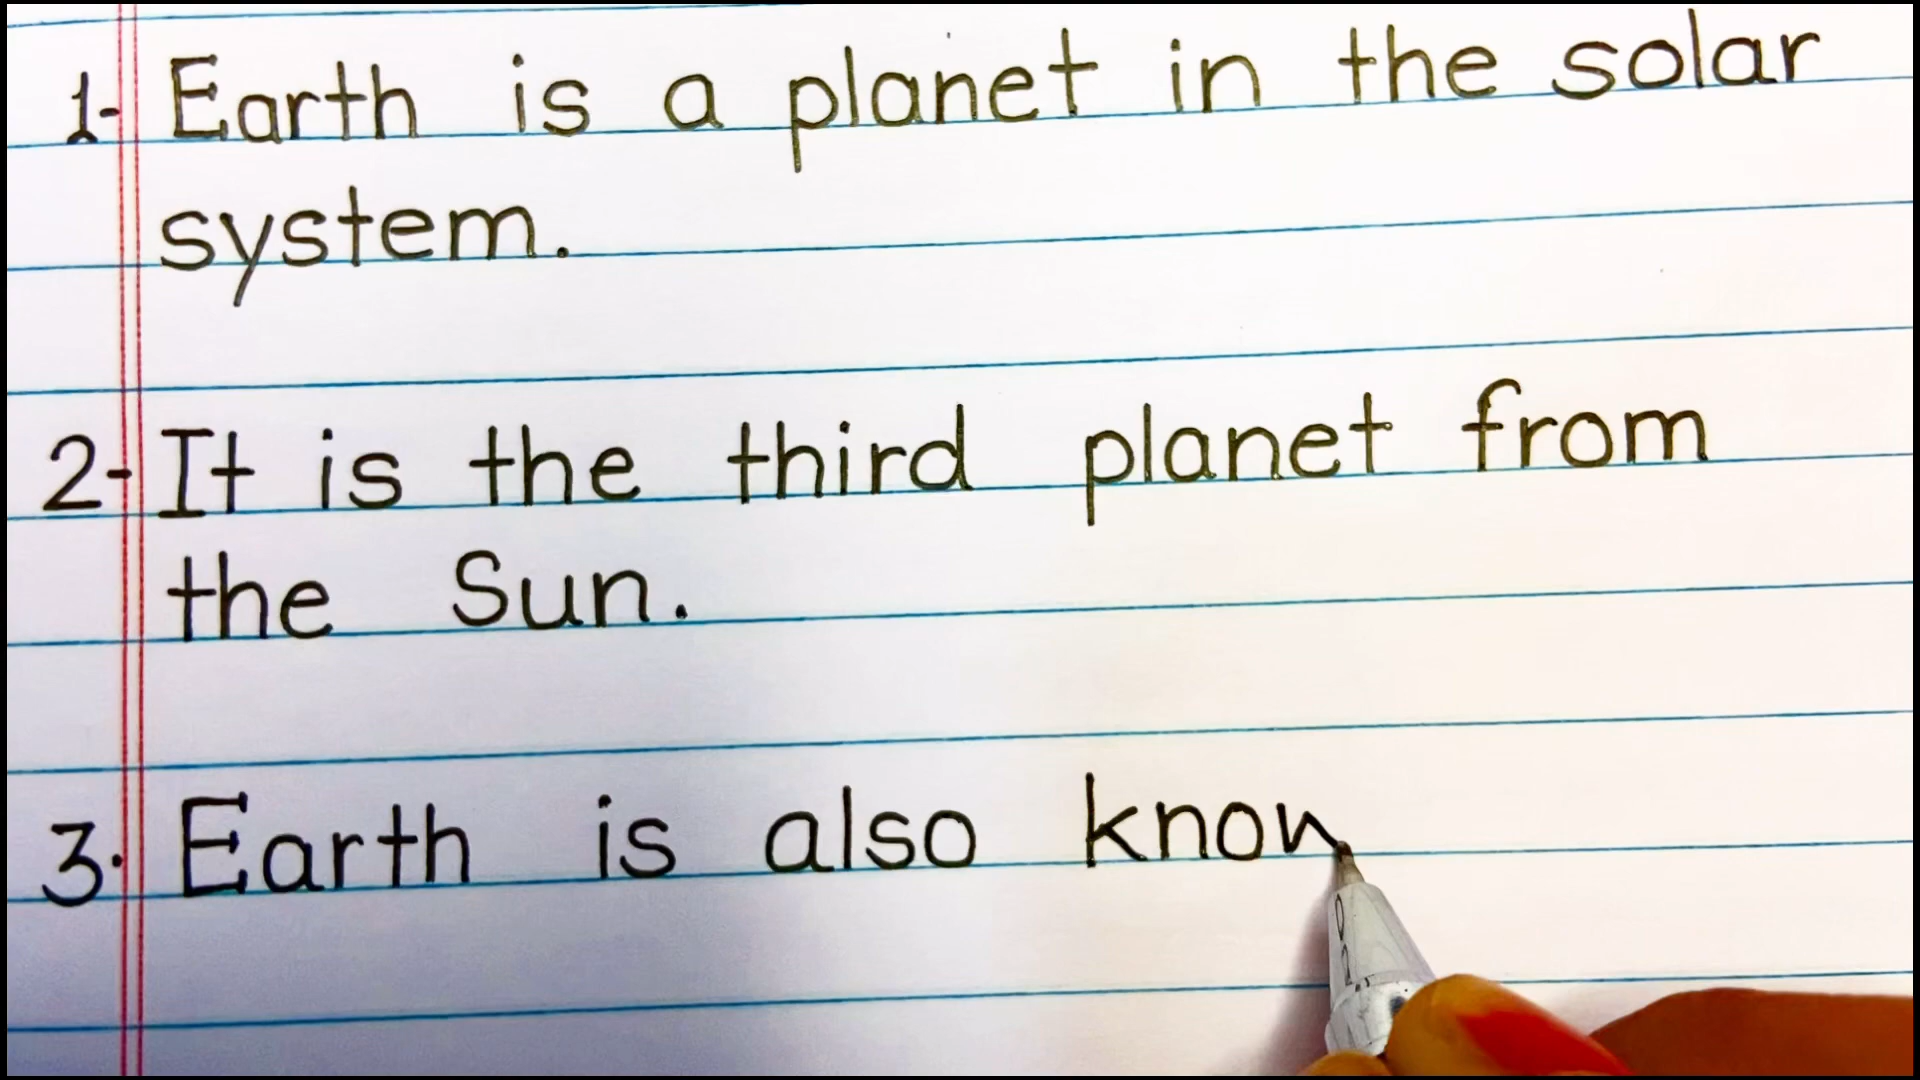 1- Earth is a planet in the solar
system.
2- It is the third planet from
the Sun.
3. Earth is also know